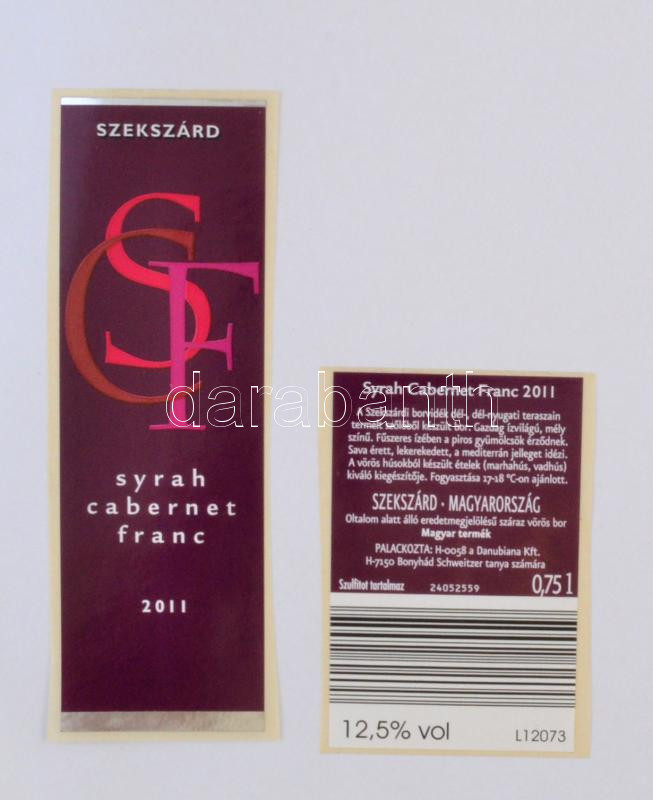 SZEKSZÁRD
SCF
syrah
cabernet
franc
2011
darabanth
Syrah Cabernet Franc 2011
A Szekszárdi borvidék dél-, dél-nyugati teraszain
termelt szőlőből készült bor. Gazdag ízvilágú, mély
színű. Fűszeres ízében a piros gyümölcsök érződnek.
Sava érett, lekerekedett, a mediterrán jelleget idézi.
A vörös húsokból készült ételek (marhahús, vadhús)
kiváló kiegészítője. Fogyasztása 17-18 °C-on ajánlott.
SZEKSZÁRD • MAGYARORSZÁG
Oltalom alatt álló eredetmegjelölésű száraz vörös bor
Magyar termék
PALACKOZTA: H-0058 a Danubiana Kft.
H-7150 Bonyhád Schweitzer tanya számára
Szulfitot tartalmaz 24052559 0,75 l
12,5% vol L12073